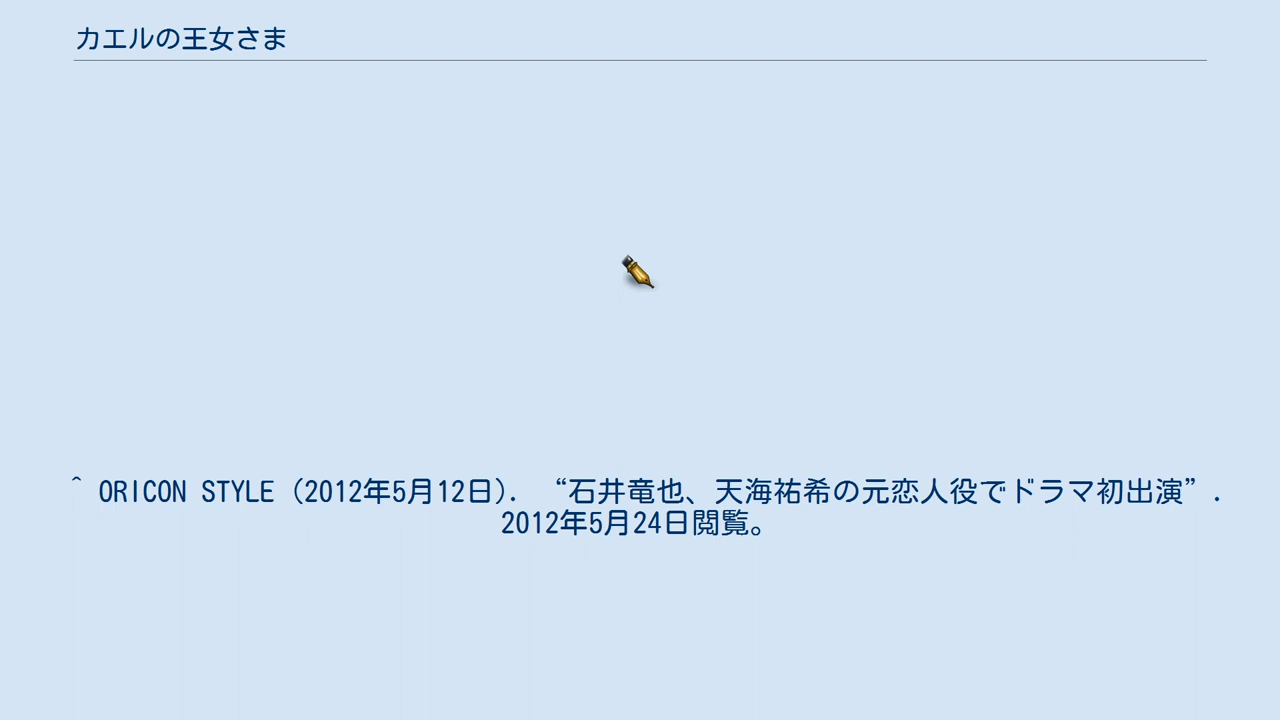 カエルの王女さま
^ ORICON STYLE (2012年5月12日). “石井竜也、天海祐希の元恋人役でドラマ初出演”.
2012年5月24日閲覧。